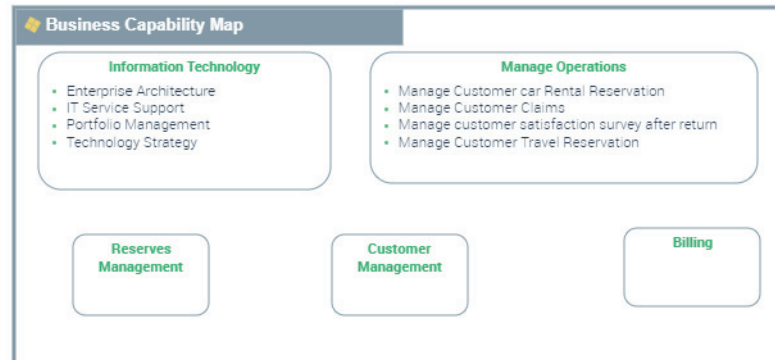 Business Capability Map
Information Technology
• Enterprise Architecture
• IT Service Support
• Portfolio Management
• Technology Strategy
Manage Operations
• Manage Customer car Rental Reservation
• Manage Customer Claims
• Manage customer satisfaction survey after return
• Manage Customer Travel Reservation
Reserves
Management
Customer
Management
Billing